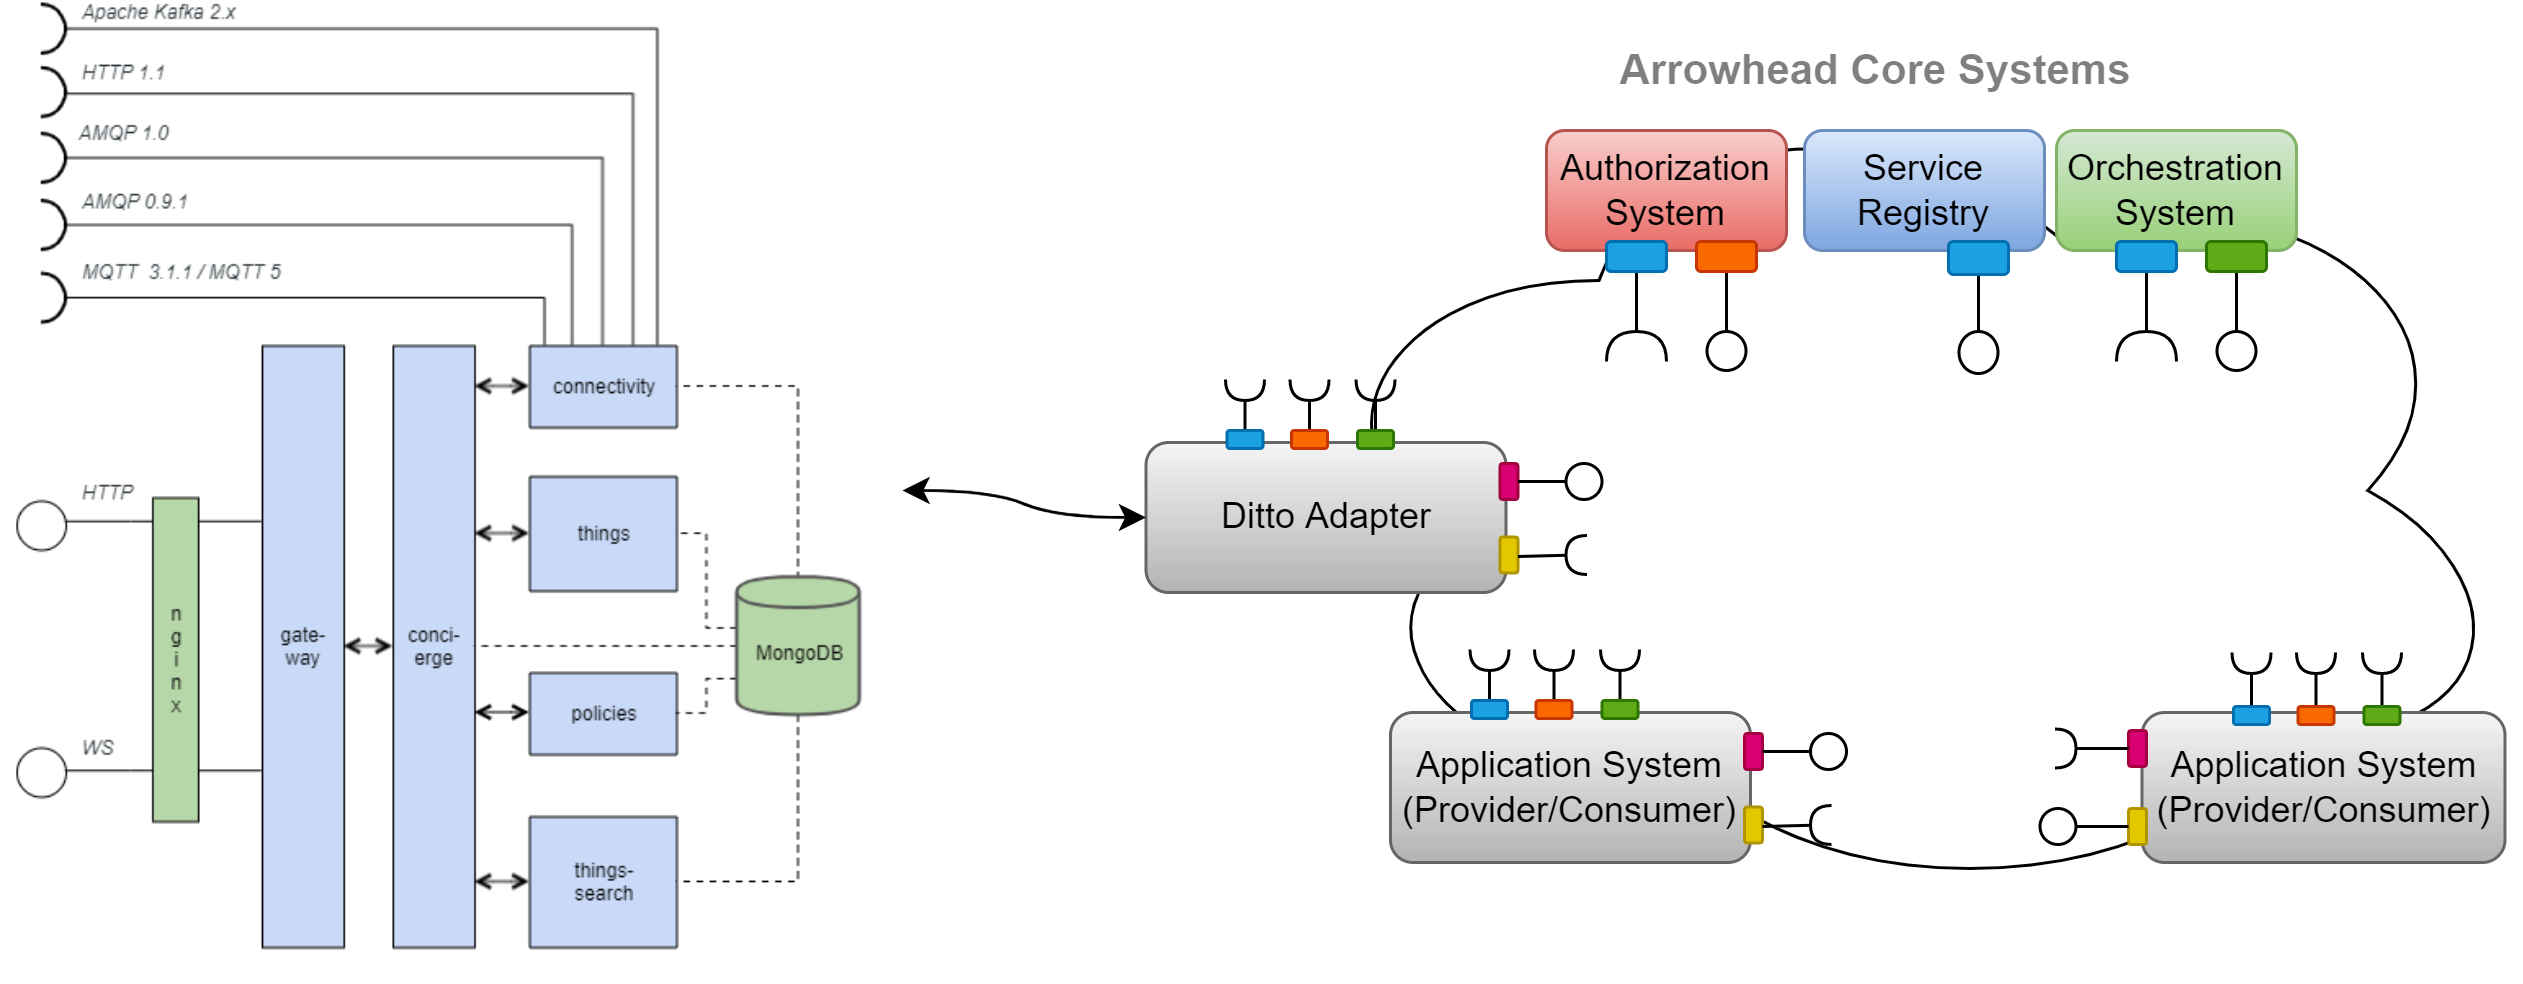 Apache Kafka 2.x
HTTP 1.1
AMQP 1.0
AMQP 0.9.1
MQTT  3.1.1 / MQTT 5
HTTP
WS
n
g
i
n
x
gate-
way
conci-
erge
connectivity
things
policies
things-
search
MongoDB
Arrowhead Core Systems
Authorization
System
Service
Registry
Orchestration
System
Ditto Adapter
Application System
(Provider/Consumer)
Application System
(Provider/Consumer)